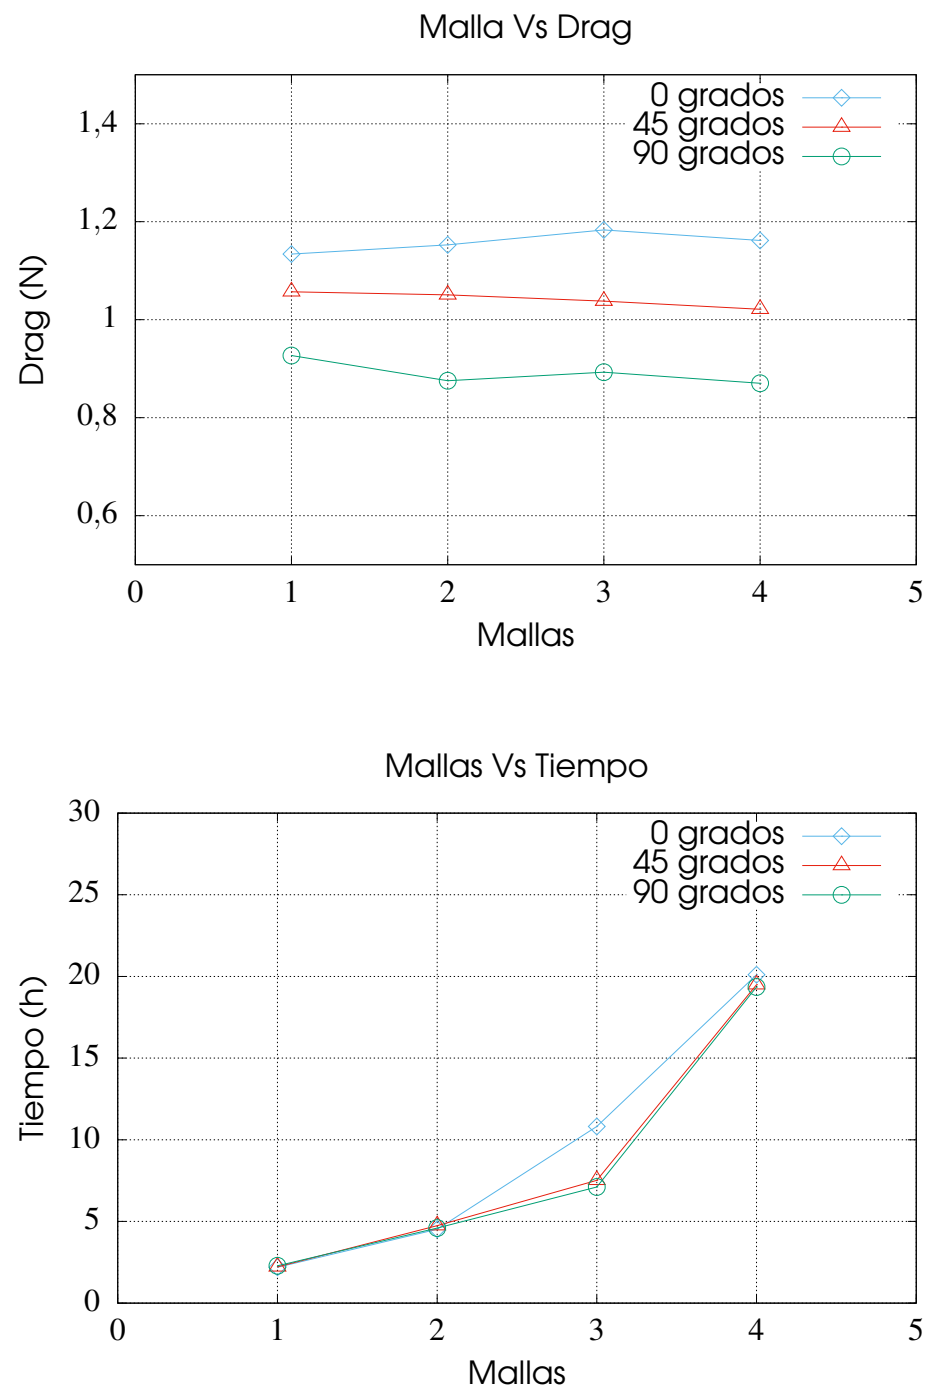 Malla Vs Drag
0 grados
45 grados
90 grados
1,4
1,2
1
0,8
0,6
Drag (N)
0 1 2 3 4 5
Mallas
Mallas Vs Tiempo
0 grados
45 grados
90 grados
30
25
20
15
10
5
0
Tiempo (h)
0 1 2 3 4 5
Mallas